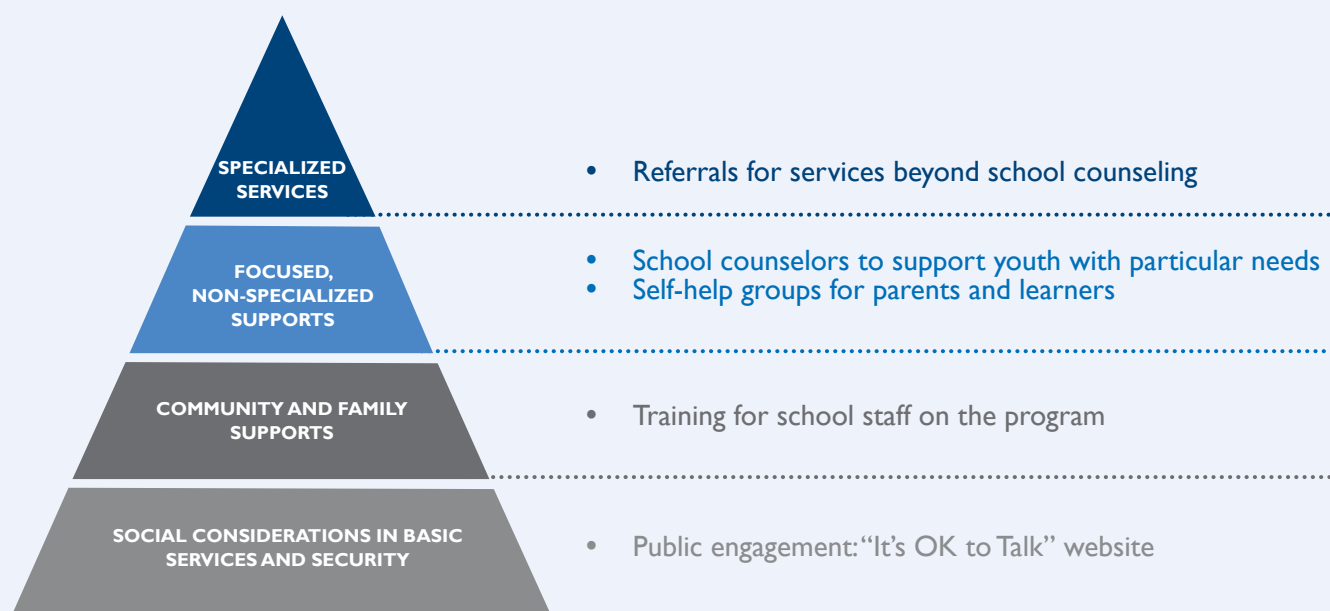 SPECIALIZED
SERVICES
• Referrals for services beyond school counseling
FOCUSED,
NON-SPECIALIZED
SUPPORTS
• School counselors to support youth with particular needs
• Self-help groups for parents and learners
COMMUNITY AND FAMILY
SUPPORTS
• Training for school staff on the program
SOCIAL CONSIDERATIONS IN BASIC
SERVICES AND SECURITY
• Public engagement: “It’s OK to Talk” website